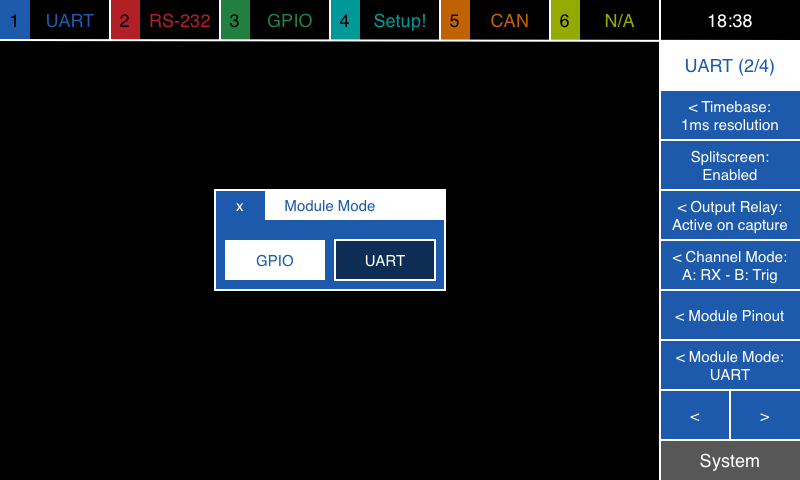 1 UART 2 RS-232 3 GPIO 4 Setup! 5 CAN 6 N/A 18:38
UART (2/4)
< Timebase:
1ms resolution
Splitscreen:
Enabled
x Module Mode
< Output Relay:
Active on capture
GPIO UART
< Channel Mode:
A: RX - B: Trig
< Module Pinout
< Module Mode:
UART
< >
System